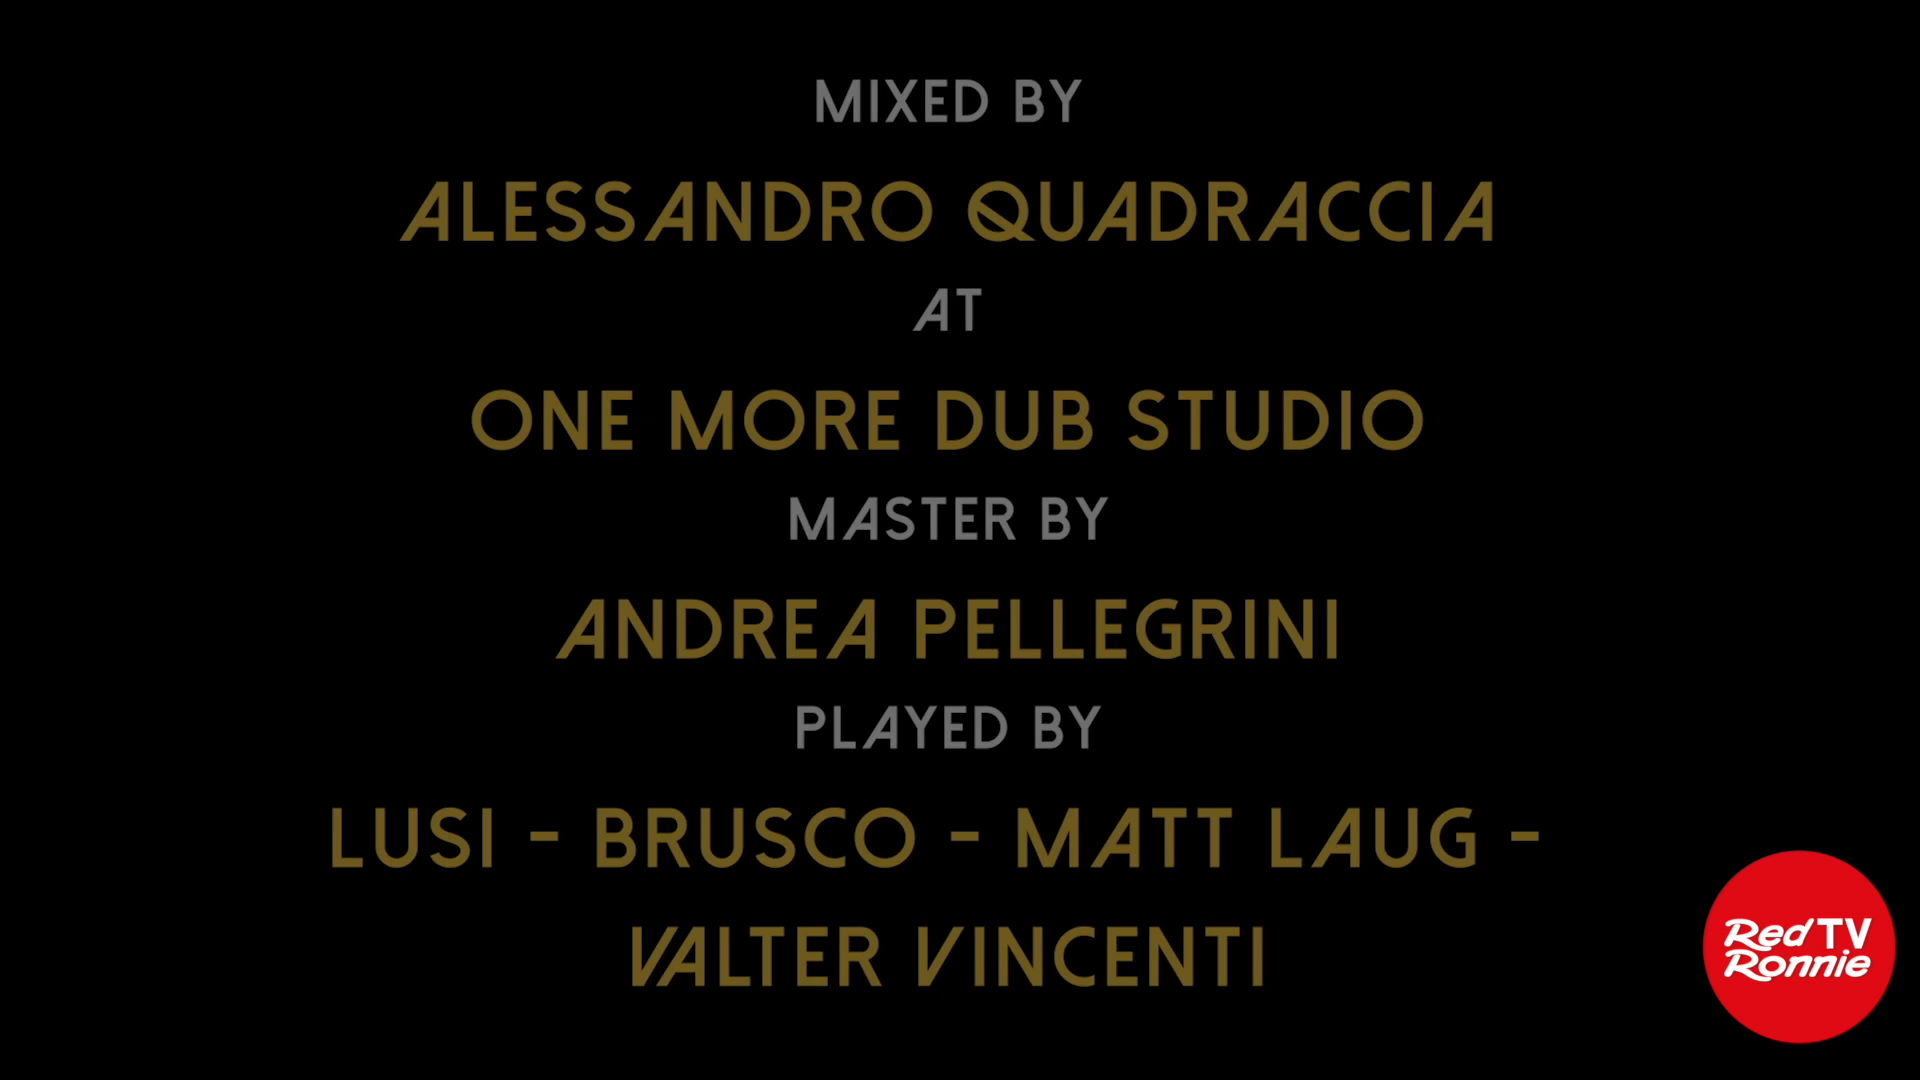 MIXED BY
ALESSANDRO QUADRACCIA
AT
ONE MORE DUB STUDIO
MASTER BY
ANDREA PELLEGRINI
PLAYED BY
LUSI - BRUSCO - MATT LAUG -
VALTER VINCENTI
Red TV
Ronnie